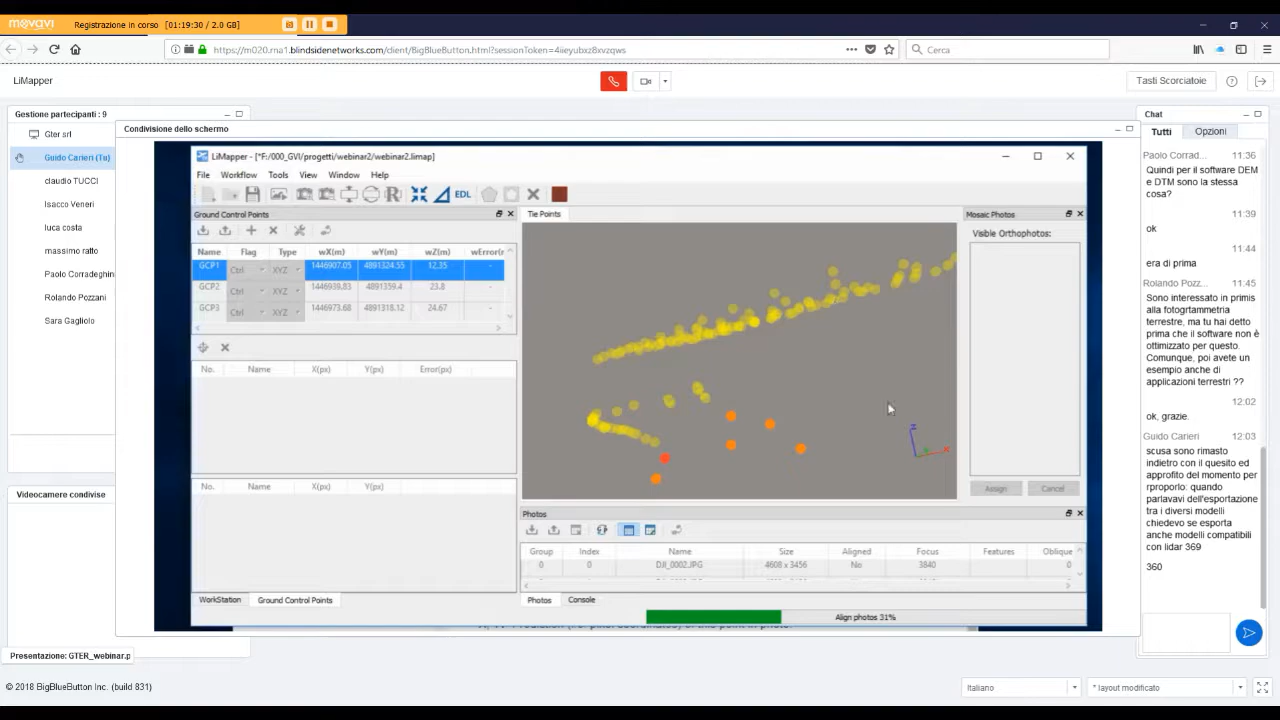 movavi Registrazione in corso [01:19:30 / 2.0 GB]
https://m020.rna1.blindsidenetworks.com/client/BigBlueButton.html?sessionToken=4iieyubxz8xvzqws
Cerca
LiMapper
Tasti Scorciatoie
Gestione partecipanti : 9
Gter srl
Guido Carieri (Tu)
claudio TUCCI
Isacco Veneri
luca costa
massimo ratto
Paolo Corradeghin
Rolando Pozzani
Sara Gagliolo
Videocamere condivise
Presentazione: GTER_webinar.p
Condivisione dello schermo
LiMapper - [*F:/000_GVI/progetti/webinar2/webinar2.limap]
File Workflow Tools View Window Help
EDL
Ground Control Points
Name Flag Type wX(m) wY(m) wZ(m) wError(r
GCP1 Ctrl XYZ 1446907.05 4891324.55 12.35 -
GCP2 Ctrl XYZ 1446939.83 4891359.4 23.8 -
GCP3 Ctrl XYZ 1446973.68 4891318.12 24.67 -
No. Name X(px) Y(px) Error(px)
No. Name X(px) Y(px)
WorkStation Ground Control Points
Tie Points
Z
X
Mosaic Photos
Visible Orthophotos:
Assign Cancel
Photos
Group Index Name Size Aligned Focus Features Oblique
0 0 DJI_0002.JPG 4608 x 3456 No 3840 0
Photos Console
Align photos 31%
Chat
Tutti Opzioni
Paolo Corrad... 11:36
Quindi per il software DEM
e DTM sono la stessa
cosa?
11:39
ok
11:44
era di prima
Rolando Pozz... 11:45
Sono interessato in primis
alla fotogrtammetria
terrestre, ma tu hai detto
prima che il software non è
ottimizzato per questo.
Comunque, poi avete un
esempio anche di
applicazioni terrestri ??
12:02
ok, grazie.
Guido Carieri 12:03
scusa sono rimasto
indietro con il quesito ed
approfito del momento per
rproporlo: quando
parlavavi dell'esportazione
tra i diversi modelli
chiedevo se esporta
anche modelli compatibili
con lidar 369
360
© 2018 BigBlueButton Inc. (build 831)
Italiano
* layout modificato